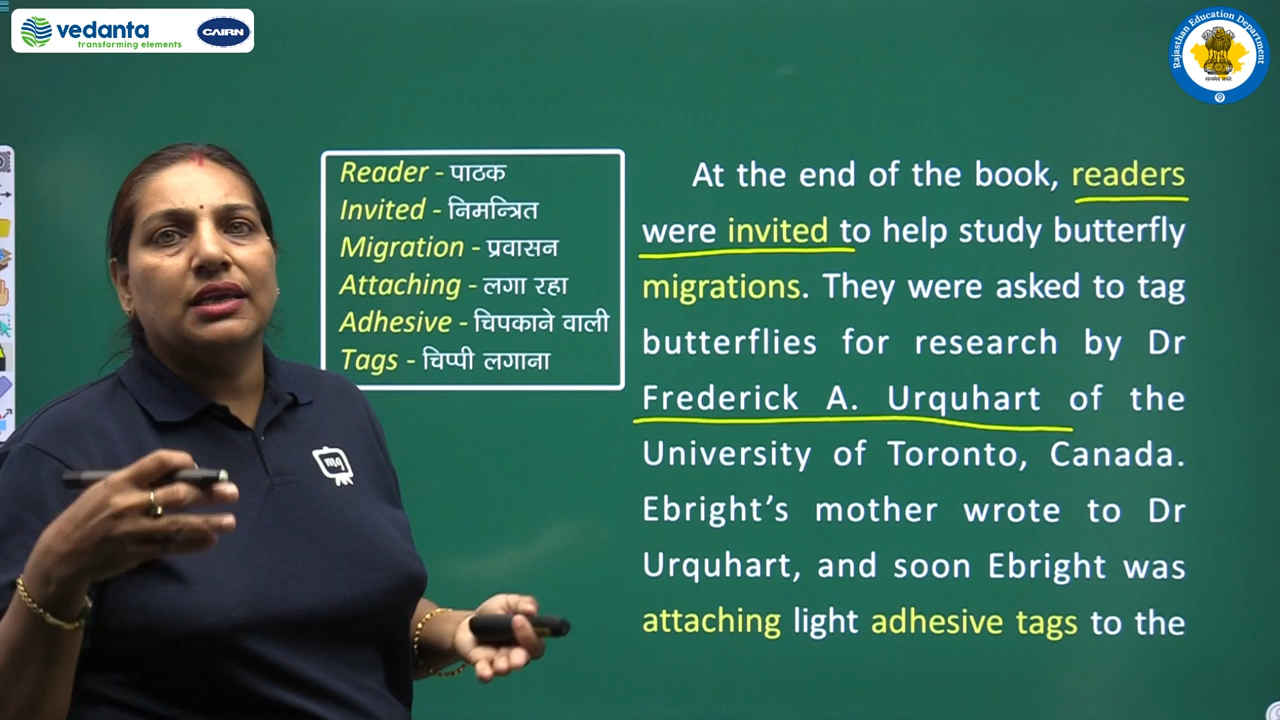 vedanta
transforming elements
CAIRN
Rajasthan Education Department
Reader - पाठक
Invited - निमन्त्रित
Migration - प्रवासन
Attaching - लगा रहा
Adhesive - चिपकाने वाली
Tags - चिप्पी लगाना
At the end of the book, readers
were invited to help study butterfly
migrations. They were asked to tag
butterflies for research by Dr
Frederick A. Urquhart of the
University of Toronto, Canada.
Ebright’s mother wrote to Dr
Urquhart, and soon Ebright was
attaching light adhesive tags to the
mq